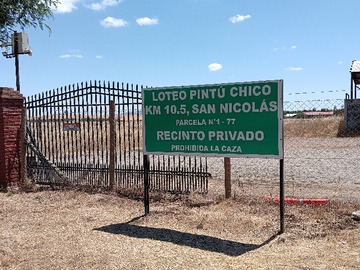 LOTEO PINTÚ CHICO
KM 10.5, SAN NICOLÁS
PARCELA N°1 - 77
RECINTO PRIVADO
PROHIBIDA LA CAZA